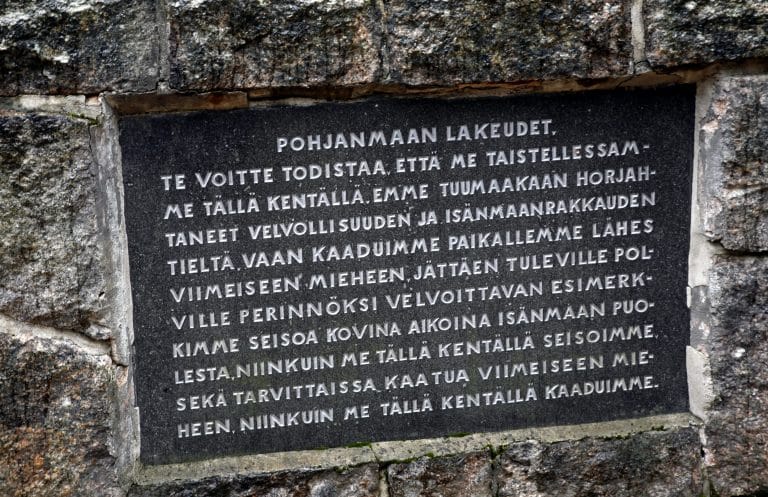 POHJANMAAN LAKEUDET,
TE VOITTE TODISTAA, ETTÄ ME TAISTELLESSAM-
ME TÄLLÄ KENTÄLLÄ, EMME TUUMAAKAAN HORJAH-
TANEET VELVOLLISUUDEN JA ISÄNMAANRAKKAUDEN
TIELTÄ, VAAN KAADUIMME PAIKALLEMME LÄHES
VIIMEISEEN MIEHEEN, JÄTTÄEN TULEVILLE POL-
VILLE PERINNÖKSI VELVOITTAVAN ESIMERK-
KIMME SEISOA KOVINA AIKOINA ISÄNMAAN PUO-
LESTA, NIINKUIN ME TÄLLÄ KENTÄLLÄ SEISOIMME,
SEKÄ TARVITTAISSA KAATUA VIIMEISEEN MIE-
HEEN, NIINKUIN ME TÄLLÄ KENTÄLLÄ KAADUIMME.